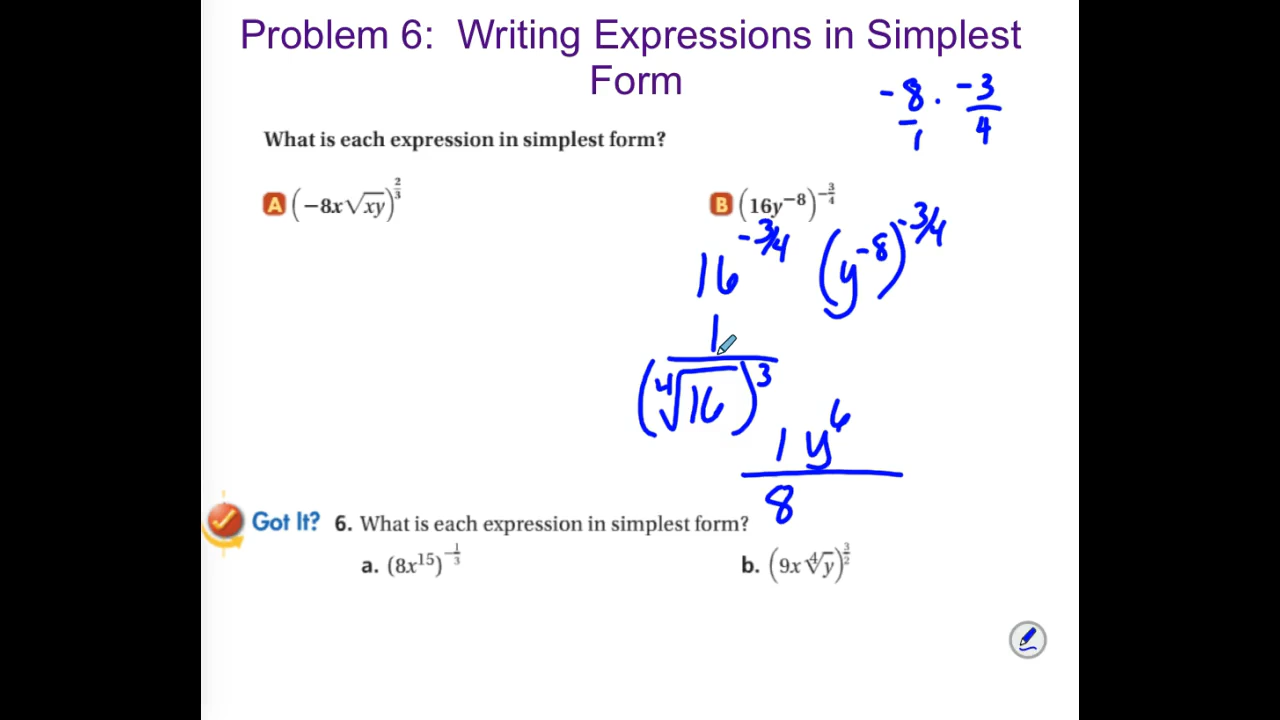 Problem 6: Writing Expressions in Simplest
Form
-8/1 · -3/4
What is each expression in simplest form?
A (−8x√xy)^(2/3)
B (16y^−8)^(−3/4)
16^(-3/4) (y^-8)^(-3/4)
1
(∜16)^3
1y^6
8
Got It? 6. What is each expression in simplest form?
a. (8x^15)^(−1/3)
b. (9x∜y)^(3/2)